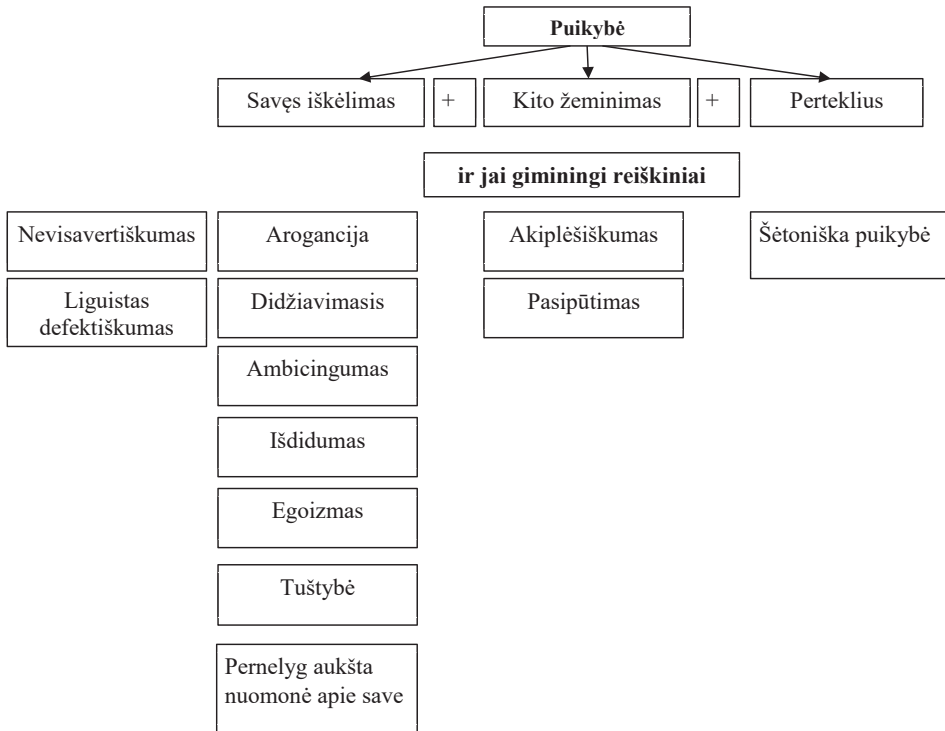 Puikybė
Savęs iškėlimas + Kito žeminimas + Perteklius
ir jai giminingi reiškiniai
Nevisavertiškumas Arogancija Akiplėšiškumas Šėtoniška puikybė
Liguistas
defektiškumas
Didžiavimasis Pasipūtimas
Ambicingumas
Išdidumas
Egoizmas
Tuštybė
Pernelyg aukšta
nuomonė apie save